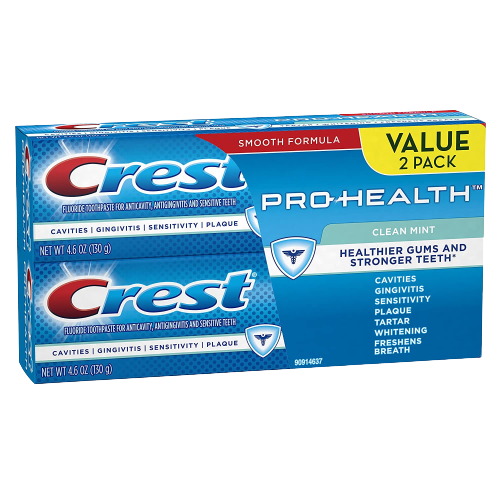 SMOOTH FORMULA
VALUE
2 PACK
Crest
FLUORIDE TOOTHPASTE FOR ANTICAVITY, ANTIGINGIVITIS AND SENSITIVE TEETH
CAVITIES | GINGIVITIS | SENSITIVITY | PLAQUE
NET WT 4.6 OZ (130 g)
PRO-HEALTH™
CLEAN MINT
HEALTHIER GUMS AND
STRONGER TEETH*
CAVITIES
GINGIVITIS
SENSITIVITY
PLAQUE
TARTAR
WHITENING
FRESHENS
BREATH
Crest®
FLUORIDE TOOTHPASTE FOR ANTICAVITY, ANTIGINGIVITIS AND SENSITIVE TEETH
CAVITIES | GINGIVITIS | SENSITIVITY | PLAQUE
NET WT 4.6 OZ (130 g)
90914637